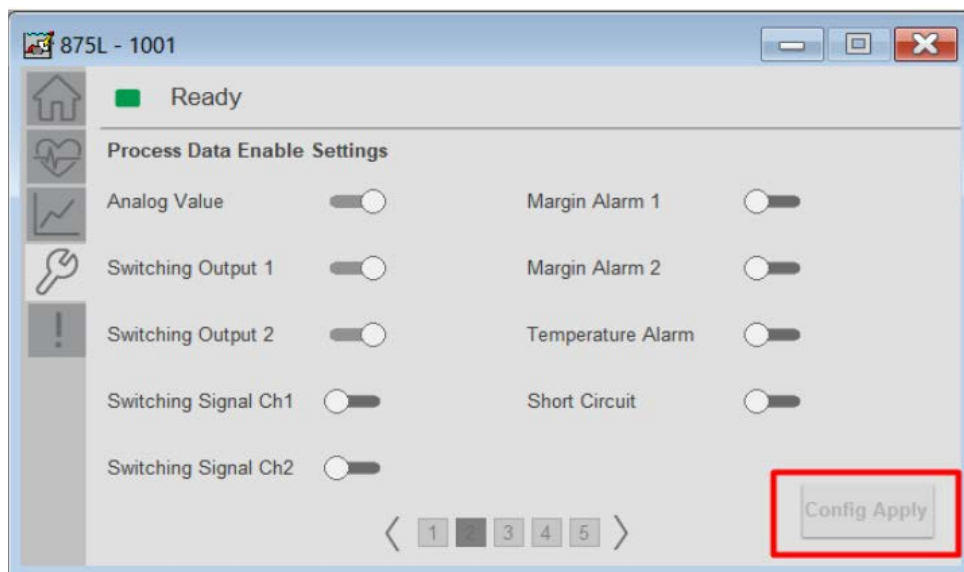 875L - 1001
Ready
Process Data Enable Settings
Analog Value
Margin Alarm 1
Switching Output 1
Margin Alarm 2
Switching Output 2
Temperature Alarm
Switching Signal Ch1
Short Circuit
Switching Signal Ch2
Config Apply
1 2 3 4 5